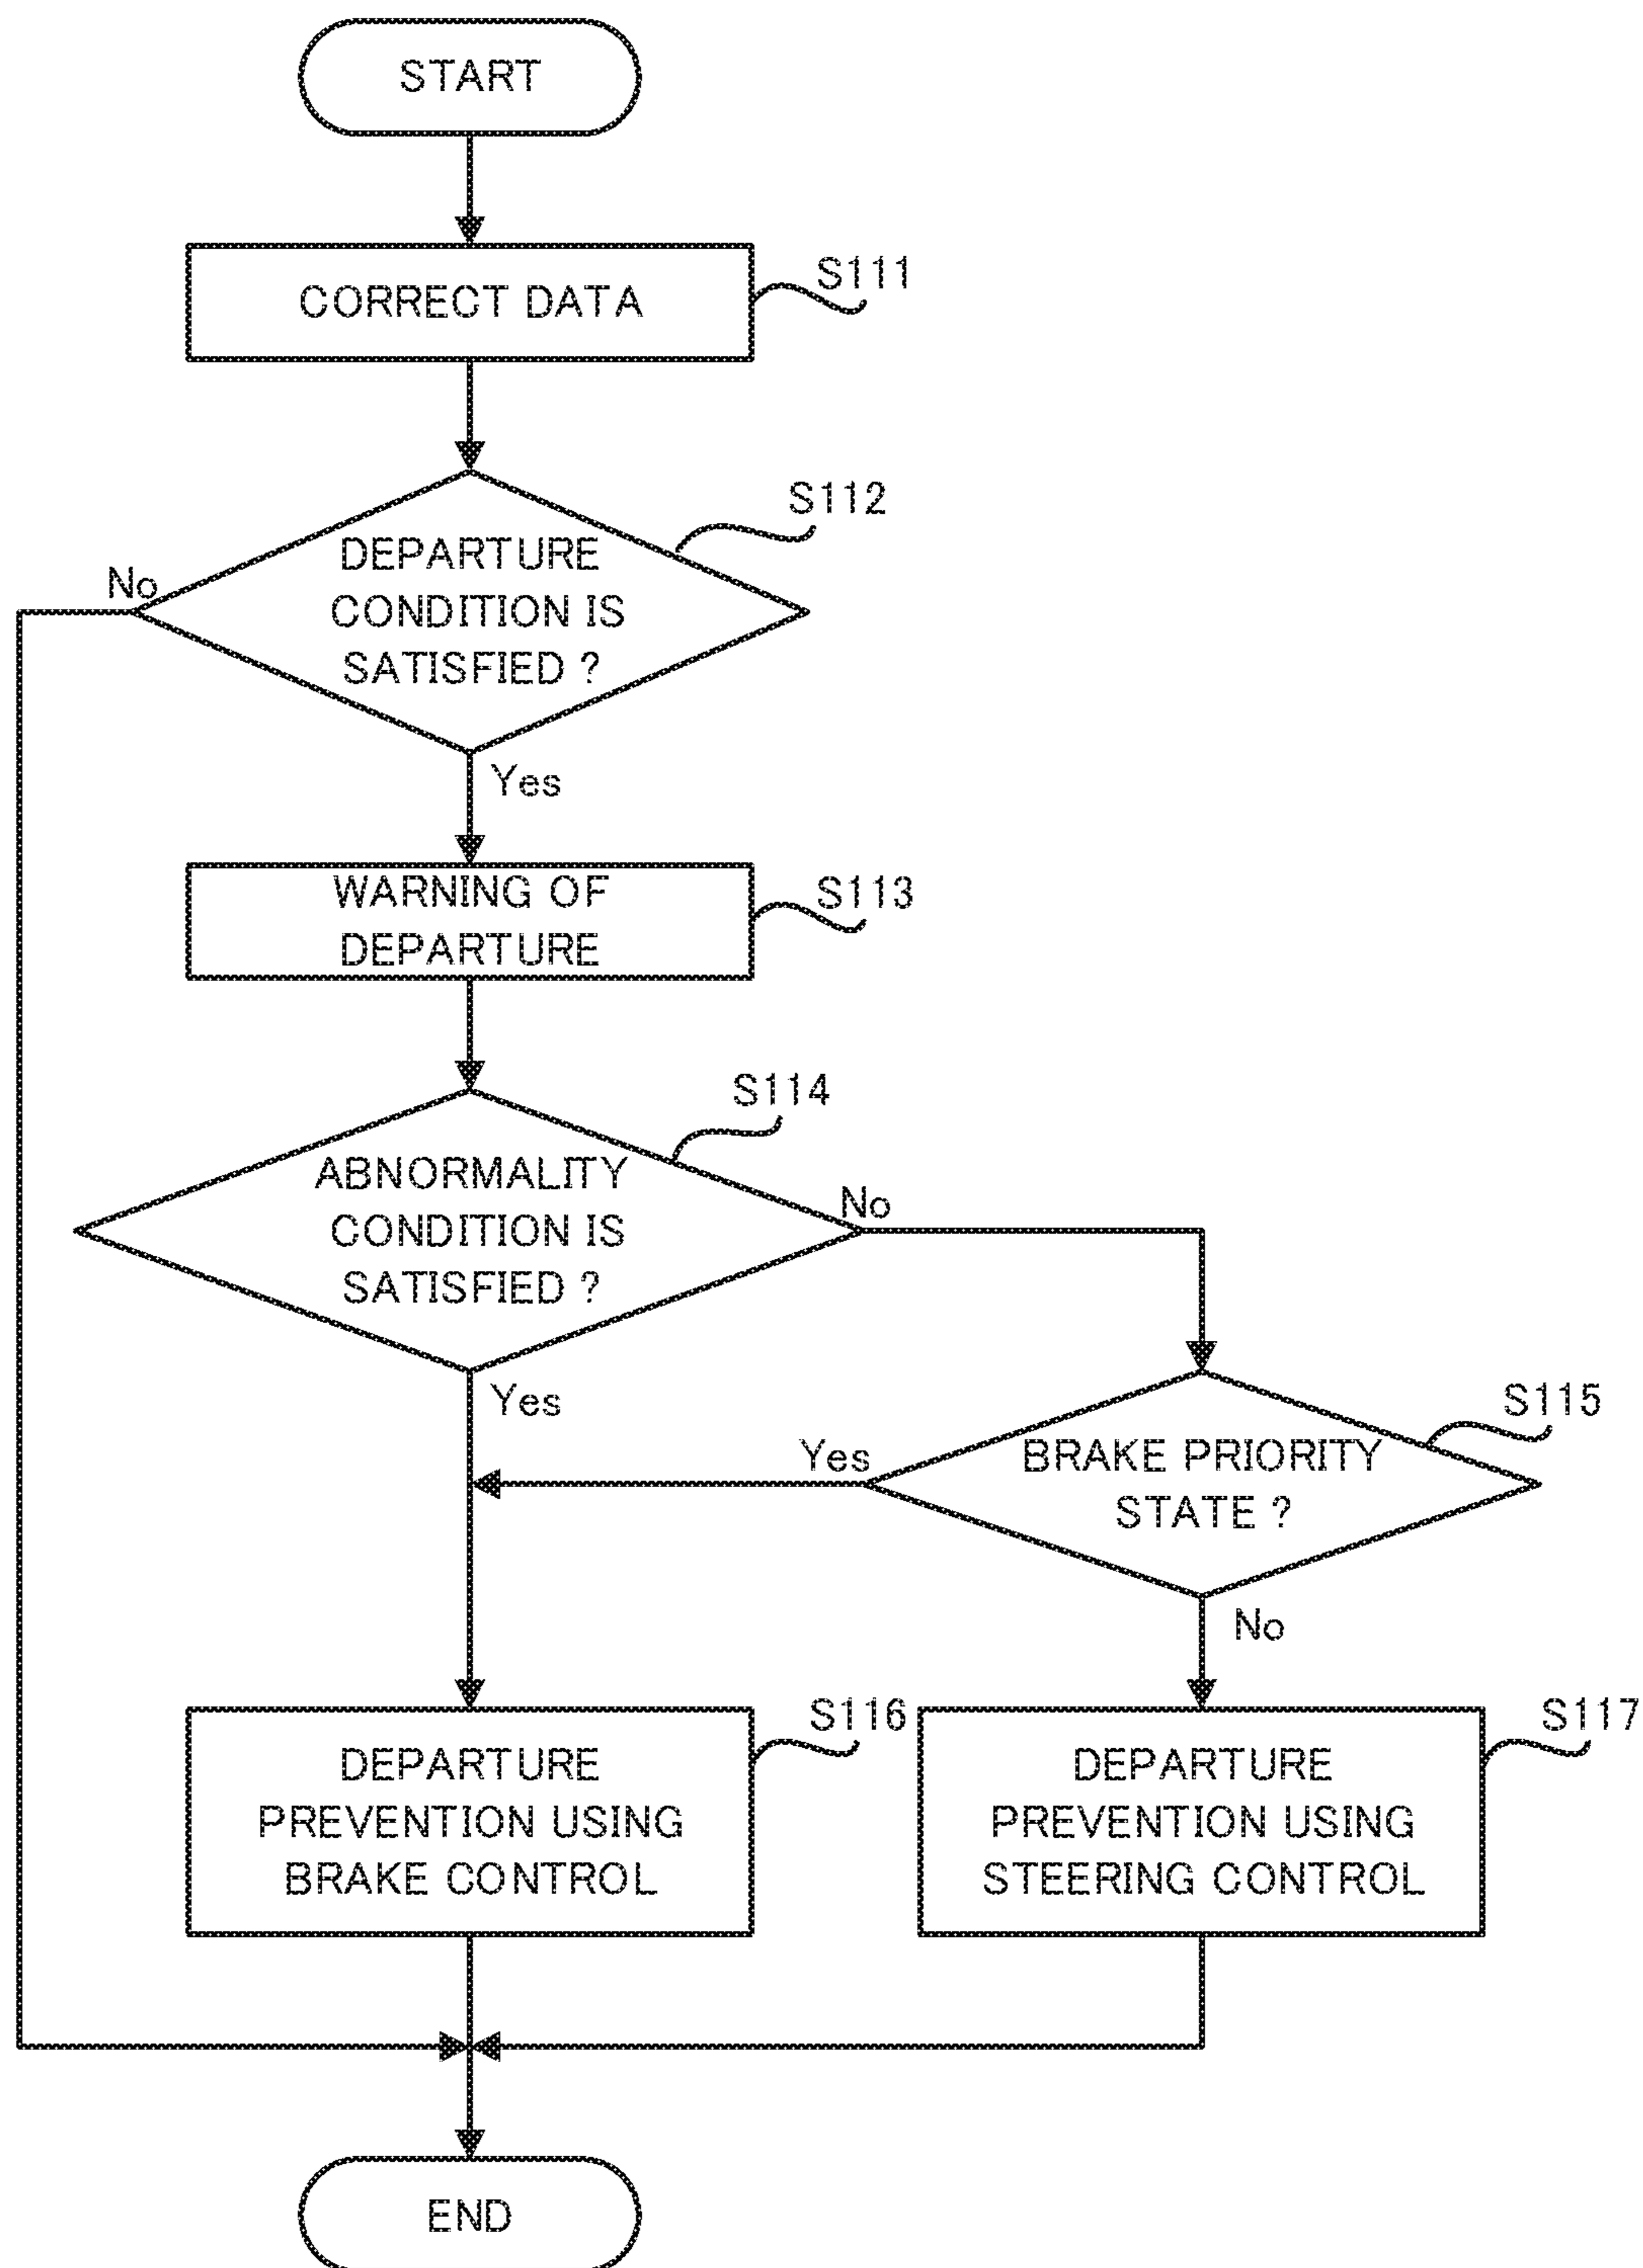 START
CORRECT DATA
S111
S112
DEPARTURE
CONDITION IS
SATISFIED ?
No
Yes
WARNING OF
DEPARTURE
S113
S114
ABNORMALITY
CONDITION IS
SATISFIED ?
No
Yes
S115
BRAKE PRIORITY
STATE ?
Yes
No
S116
DEPARTURE
PREVENTION USING
BRAKE CONTROL
S117
DEPARTURE
PREVENTION USING
STEERING CONTROL
END